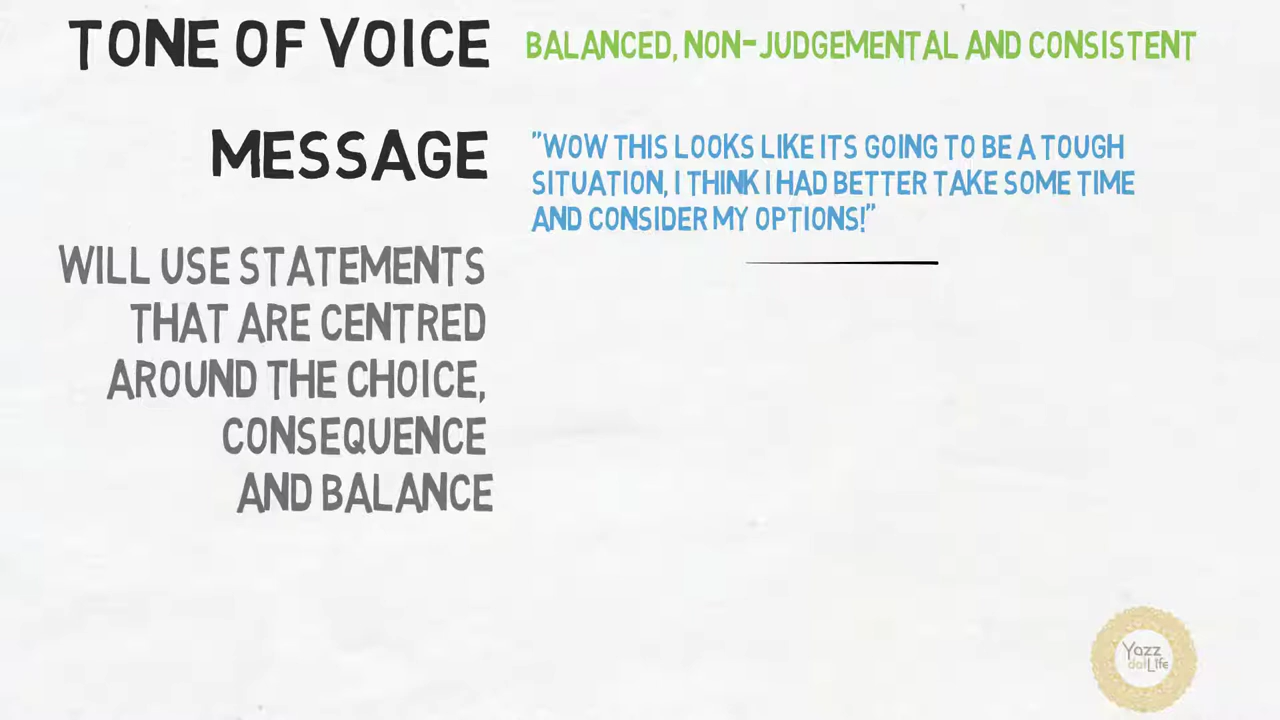 TONE OF VOICE
BALANCED, NON-JUDGEMENTAL AND CONSISTENT
MESSAGE
"WOW THIS LOOKS LIKE ITS GOING TO BE A TOUGH
SITUATION, I THINK I HAD BETTER TAKE SOME TIME
AND CONSIDER MY OPTIONS!"
WILL USE STATEMENTS
THAT ARE CENTRED
AROUND THE CHOICE,
CONSEQUENCE
AND BALANCE
Yazz
dotLIfe